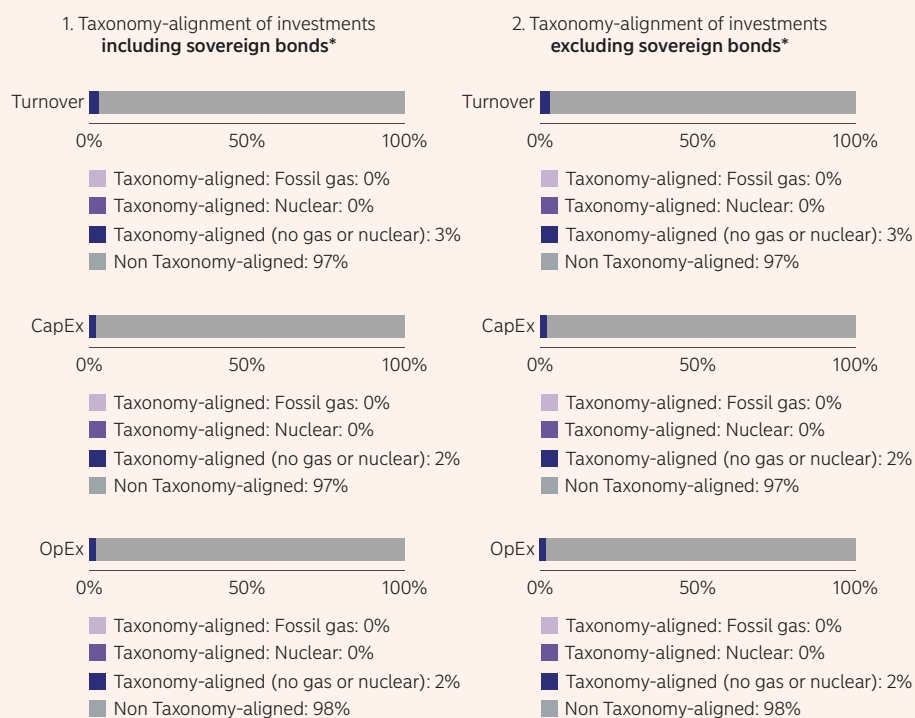 1. Taxonomy-alignment of investments
including sovereign bonds*
Turnover
0% 50% 100%
Taxonomy-aligned: Fossil gas: 0%
Taxonomy-aligned: Nuclear: 0%
Taxonomy-aligned (no gas or nuclear): 3%
Non Taxonomy-aligned: 97%
CapEx
0% 50% 100%
Taxonomy-aligned: Fossil gas: 0%
Taxonomy-aligned: Nuclear: 0%
Taxonomy-aligned (no gas or nuclear): 2%
Non Taxonomy-aligned: 97%
OpEx
0% 50% 100%
Taxonomy-aligned: Fossil gas: 0%
Taxonomy-aligned: Nuclear: 0%
Taxonomy-aligned (no gas or nuclear): 2%
Non Taxonomy-aligned: 98%
2. Taxonomy-alignment of investments
excluding sovereign bonds*
Turnover
0% 50% 100%
Taxonomy-aligned: Fossil gas: 0%
Taxonomy-aligned: Nuclear: 0%
Taxonomy-aligned (no gas or nuclear): 3%
Non Taxonomy-aligned: 97%
CapEx
0% 50% 100%
Taxonomy-aligned: Fossil gas: 0%
Taxonomy-aligned: Nuclear: 0%
Taxonomy-aligned (no gas or nuclear): 2%
Non Taxonomy-aligned: 97%
OpEx
0% 50% 100%
Taxonomy-aligned: Fossil gas: 0%
Taxonomy-aligned: Nuclear: 0%
Taxonomy-aligned (no gas or nuclear): 2%
Non Taxonomy-aligned: 98%